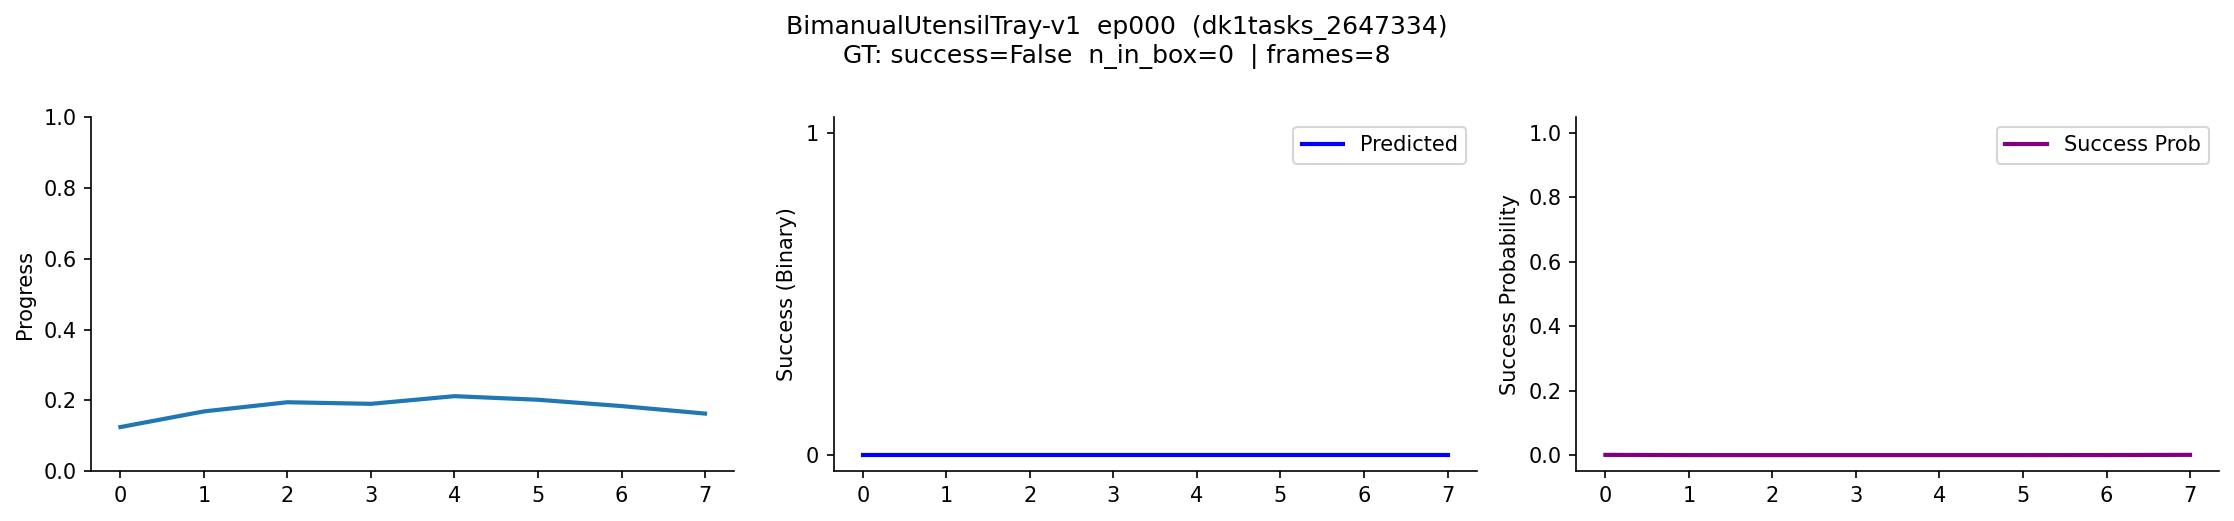 BimanualUtensilTray-v1  ep000  (dk1tasks_2647334)
GT: success=False  n_in_box=0  | frames=8
Progress
1.0
0.8
0.6
0.4
0.2
0.0
0 1 2 3 4 5 6 7
Success (Binary)
1
0
Predicted
0 1 2 3 4 5 6 7
Success Probability
1.0
0.8
0.6
0.4
0.2
0.0
Success Prob
0 1 2 3 4 5 6 7